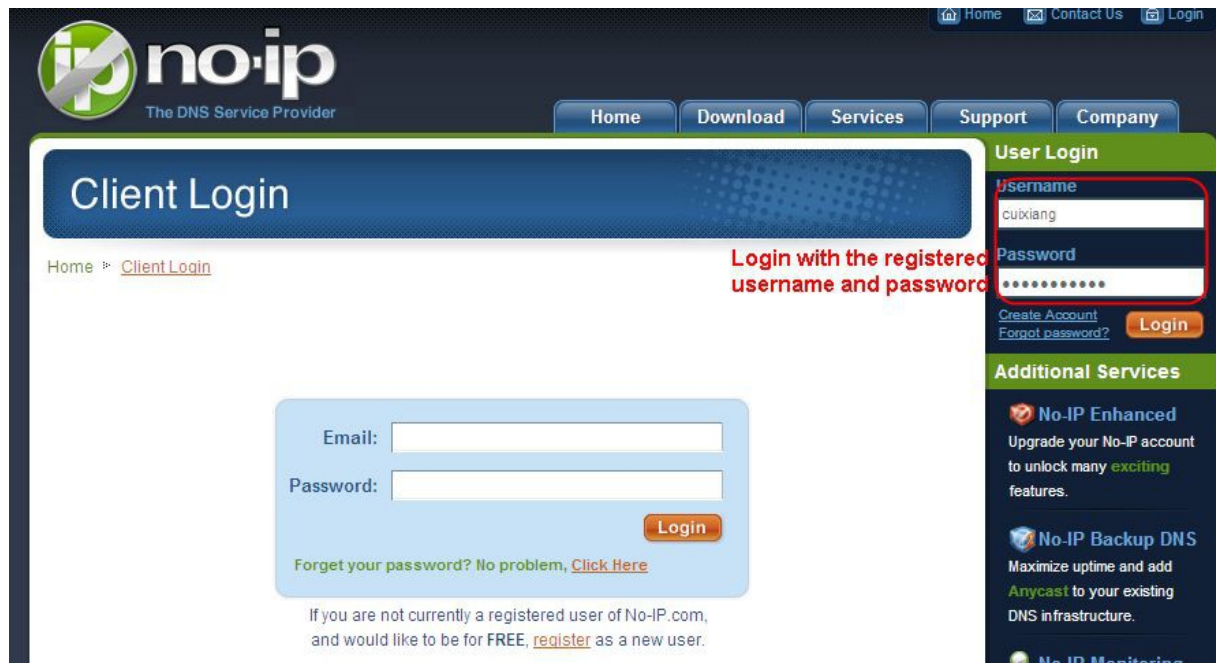 Home Contact Us Login
no-ip
The DNS Service Provider
Home Download Services Support Company
Client Login
Home Client Login
Login with the registered
username and password
User Login
Username
cuixiang
Password
•••••••••••
Create Account
Forgot password?
Login
Email:
Password:
Login
Forget your password? No problem, Click Here
If you are not currently a registered user of No-IP.com,
and would like to be for FREE, register as a new user.
Additional Services
No-IP Enhanced
Upgrade your No-IP account
to unlock many exciting
features.
No-IP Backup DNS
Maximize uptime and add
Anycast to your existing
DNS infrastructure.
No-IP Monitoring